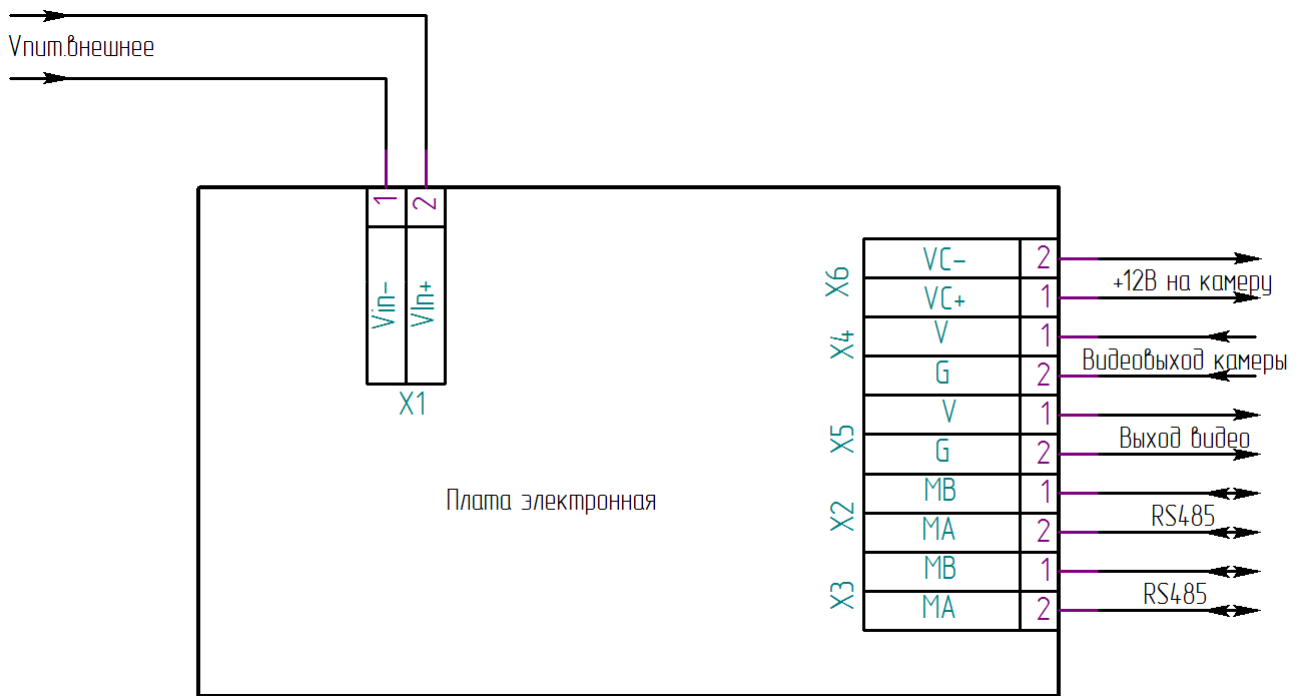 Vпит.внешнее
1 2
Vin- VIn+
X1
Плата электронная
X6
VC- 2
+12В на камеру
VC+ 1
X4
V 1
Видеовыход камеры
G 2
X5
V 1
Выход видео
G 2
X2
MB 1
RS485
MA 2
X3
MB 1
RS485
MA 2